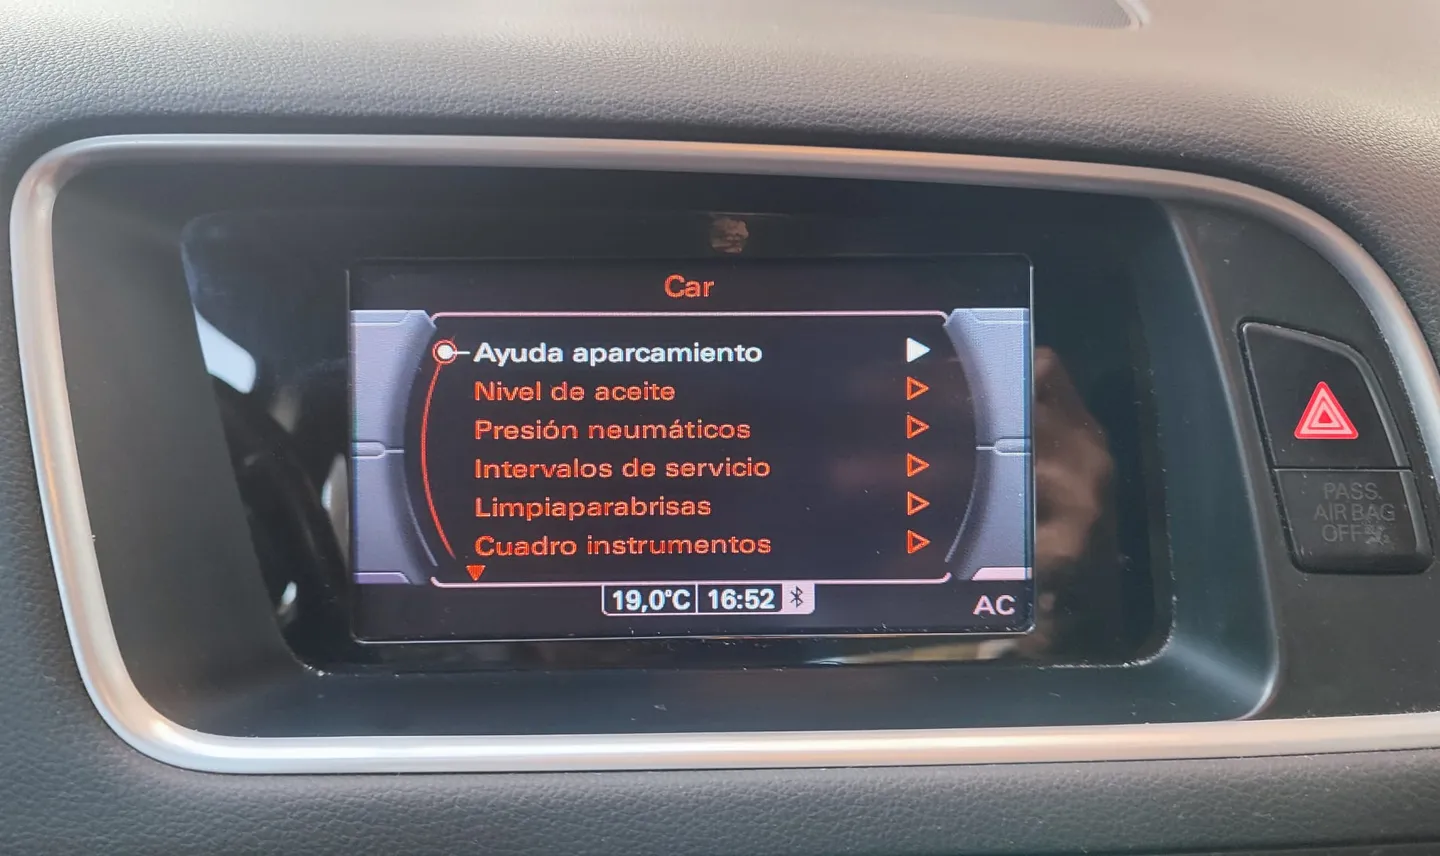 Car
Ayuda aparcamiento
Nivel de aceite
Presión neumáticos
Intervalos de servicio
Limpiaparabrisas
Cuadro instrumentos
19,0°C 16:52
AC
PASS.
AIR BAG
OFF